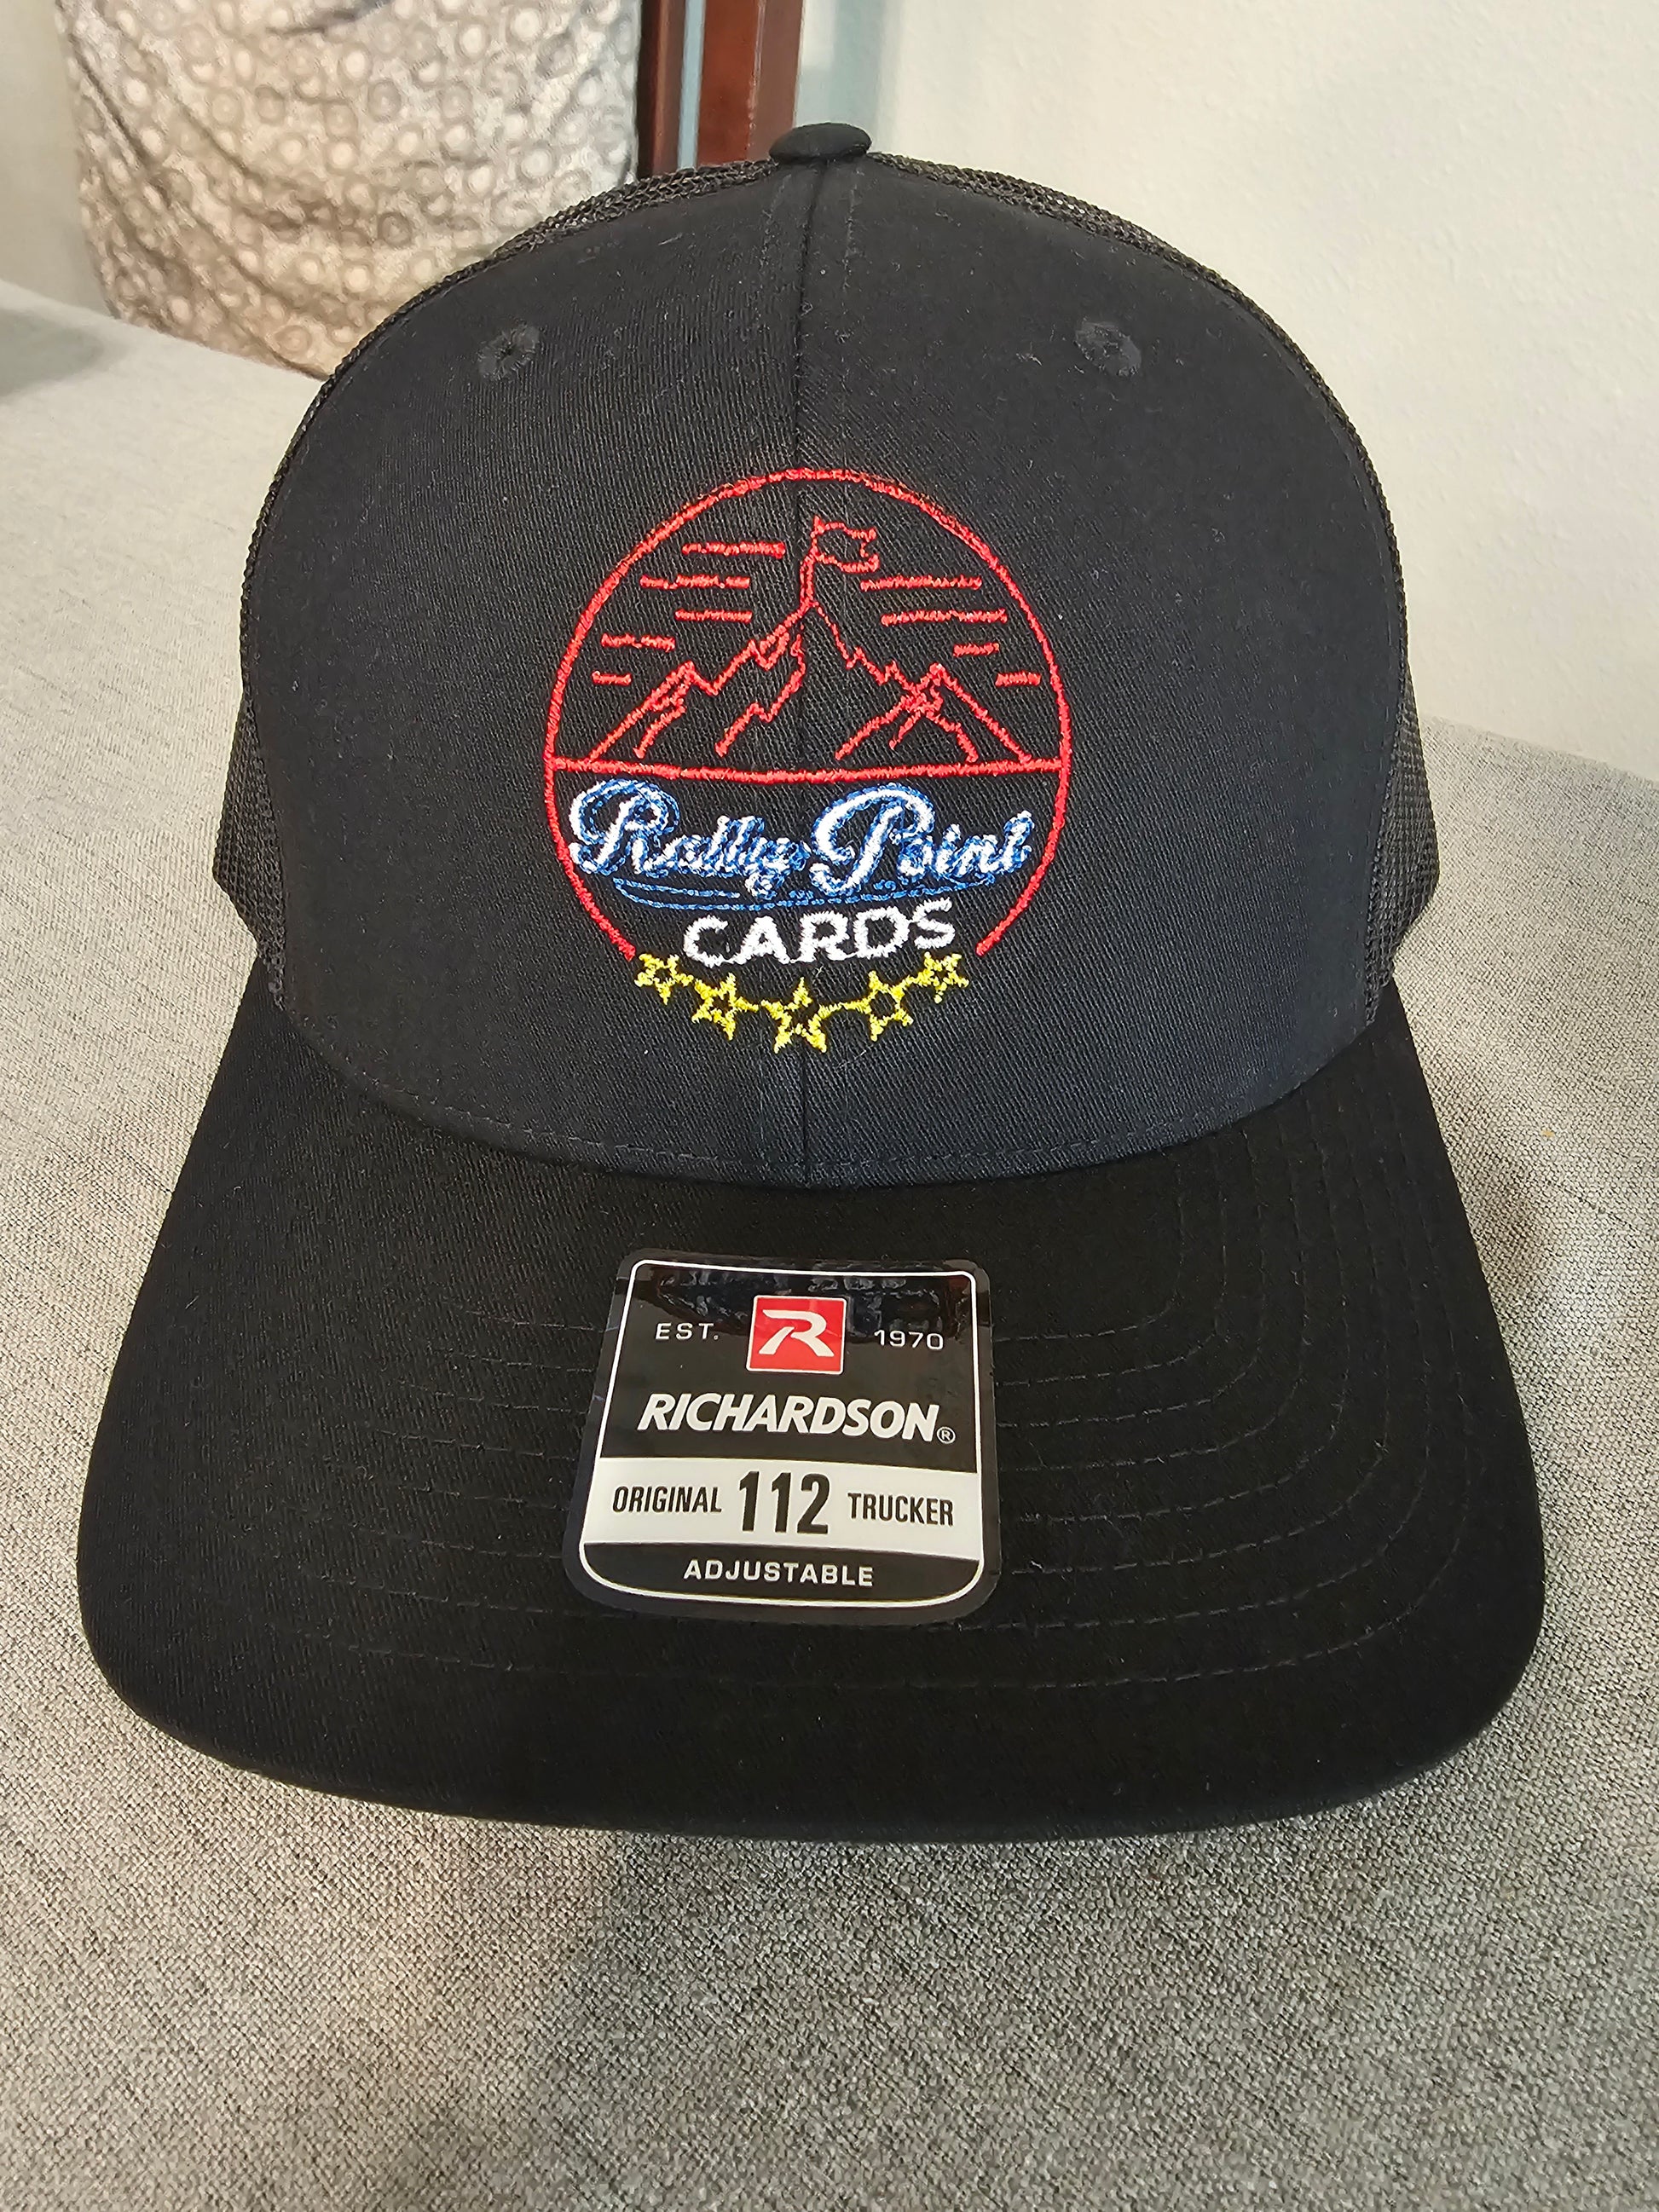 Rally Point
CARDS
EST. R 1970
RICHARDSON®
ORIGINAL 112 TRUCKER
ADJUSTABLE